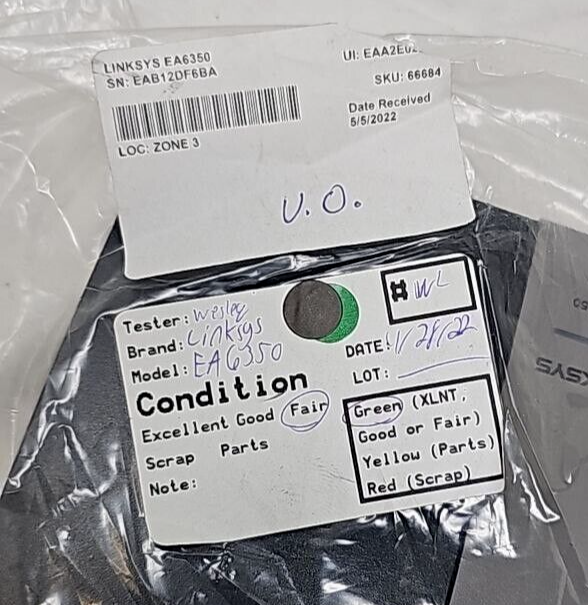 LINKSYS EA6350
SN: EAB12DF6BA
UI: EAA2E0
SKU: 66684
Date Received
5/5/2022
LOC: ZONE 3
U.O.
Tester: Wesley
# WL
Brand: Linksys
Model: EA6350
DATE: 11/21/22
LOT:
Condition
Excellent Good Fair
Scrap Parts
Note:
Green (XLNT,
Good or Fair)
Yellow (Parts)
Red (Scrap)